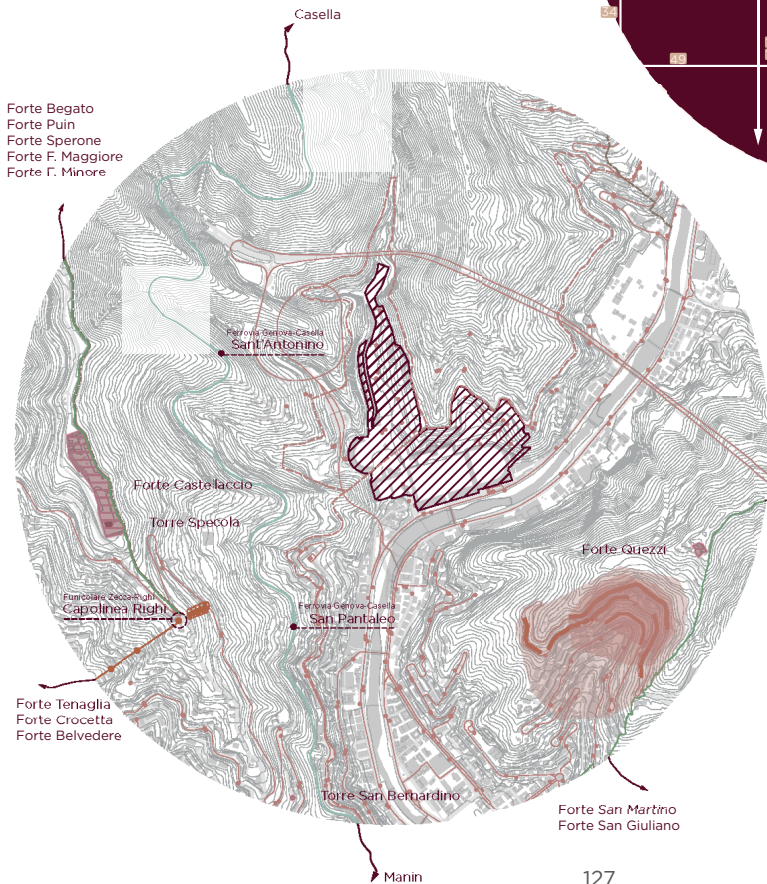 Casella
34
49
Forte Begato
Forte Puin
Forte Sperone
Forte F. Maggiore
Forte F. Minore
Ferrovia Genova-Casella
Sant'Antonino
Forte Castellaccio
Torre Specola
Forte Quezzi
Funicolare Zecca-Righi
Capolinea Righi
Ferrovia Genova-Casella
San Pantaleo
Forte Tenaglia
Forte Crocetta
Forte Belvedere
Torre San Bernardino
Forte San Martino
Forte San Giuliano
Manin
127